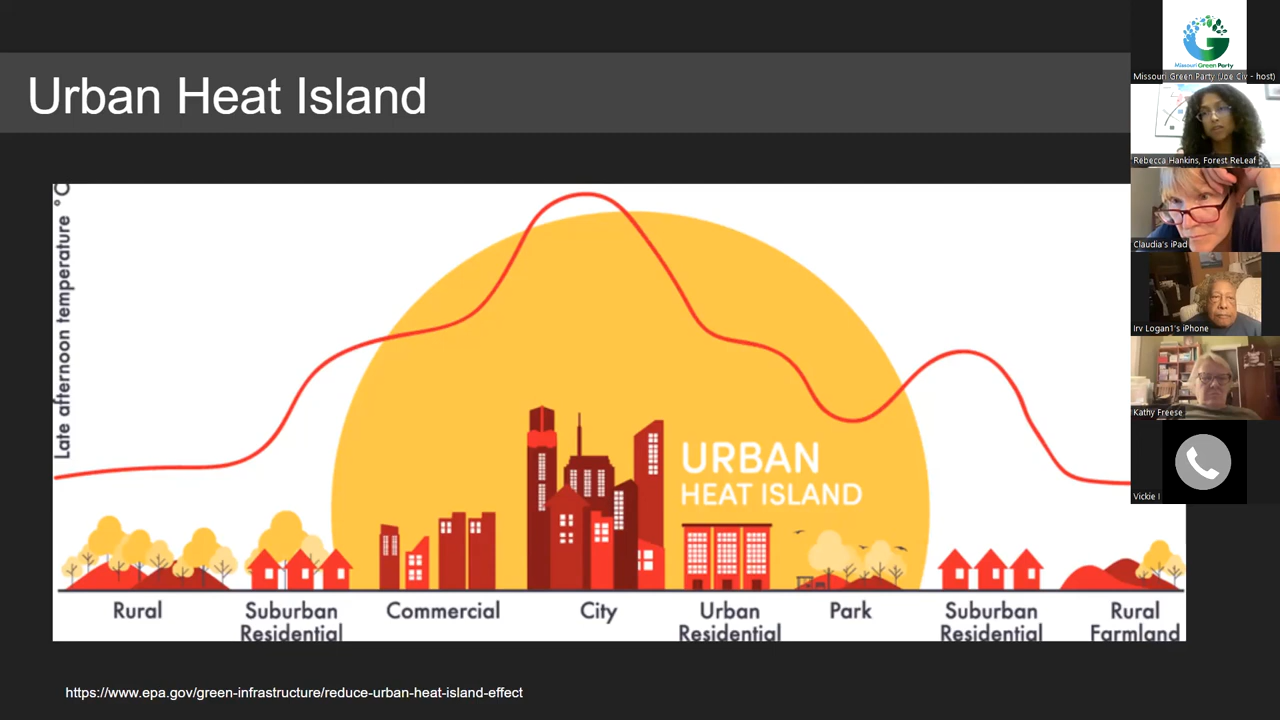 Urban Heat Island
Late afternoon temperature °C
URBAN
HEAT ISLAND
Rural
Suburban
Residential
Commercial
City
Urban
Residential
Park
Suburban
Residential
Rural
Farmland
https://www.epa.gov/green-infrastructure/reduce-urban-heat-island-effect
Missouri Green Party
Missouri Green Party (Joe Civ - host)
Rebecca Hankins, Forest ReLeaf
Claudia's iPad
Irv Logan1's iPhone
Kathy Freese
Vickie I